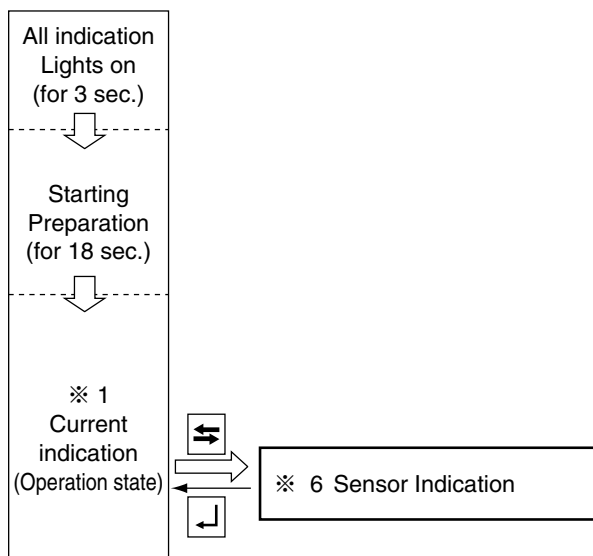 All indication
Lights on
(for 3 sec.)
Starting
Preparation
(for 18 sec.)
※ 1
Current
indication
(Operation state)
※ 6 Sensor Indication